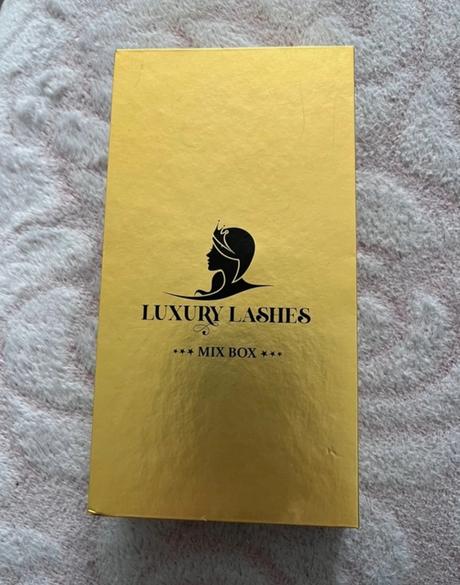 LUXURY LASHES
★★★ MIX BOX ★★★